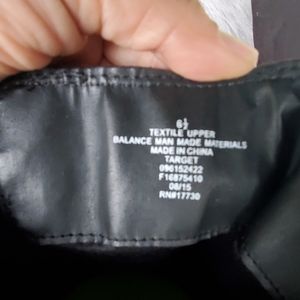 6½
TEXTILE UPPER
BALANCE MAN MADE MATERIALS
MADE IN CHINA
TARGET
096152422
F16875410
08/15
RN#17730